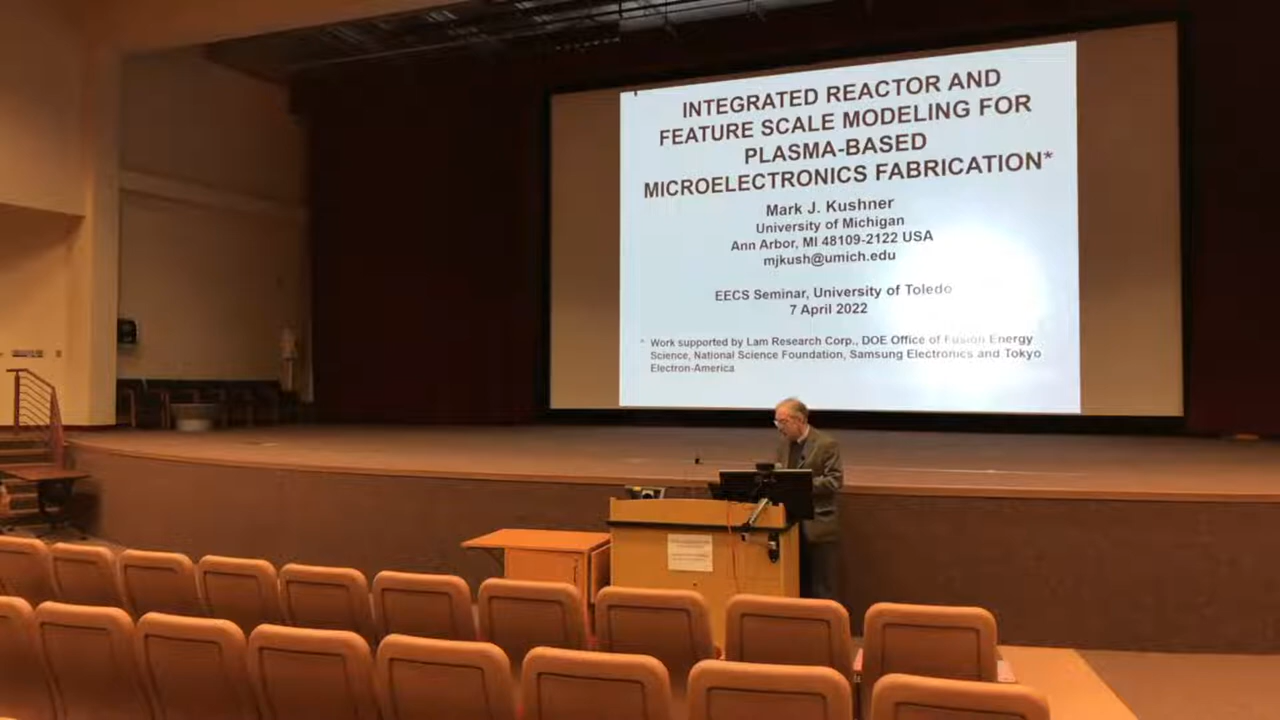 INTEGRATED REACTOR AND
FEATURE SCALE MODELING FOR
PLASMA-BASED
MICROELECTRONICS FABRICATION*
Mark J. Kushner
University of Michigan
Ann Arbor, MI 48109-2122 USA
mjkush@umich.edu
EECS Seminar, University of Toledo
7 April 2022
* Work supported by Lam Research Corp., DOE Office of Fusion Energy
Science, National Science Foundation, Samsung Electronics and Tokyo
Electron-America